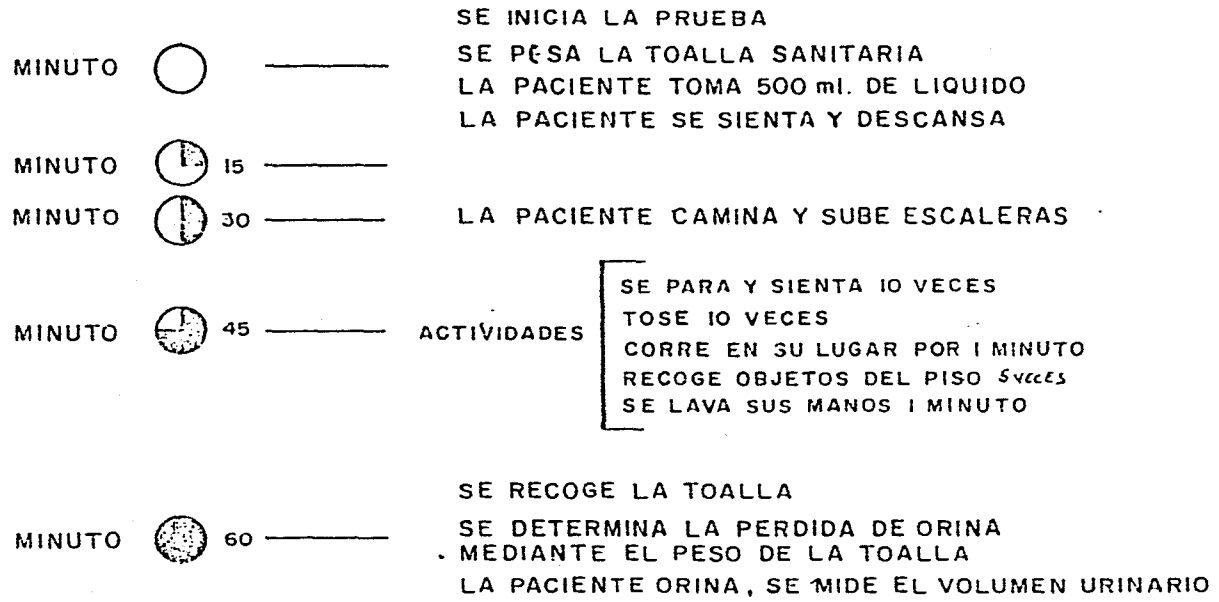 SE INICIA LA PRUEBA
MINUTO
SE PESA LA TOALLA SANITARIA
LA PACIENTE TOMA 500 ml. DE LIQUIDO
LA PACIENTE SE SIENTA Y DESCANSA
MINUTO 15
MINUTO 30 LA PACIENTE CAMINA Y SUBE ESCALERAS
MINUTO 45 ACTIVIDADES
SE PARA Y SIENTA 10 VECES
TOSE 10 VECES
CORRE EN SU LUGAR POR 1 MINUTO
RECOGE OBJETOS DEL PISO 5 veces
SE LAVA SUS MANOS 1 MINUTO
SE RECOGE LA TOALLA
MINUTO 60 SE DETERMINA LA PERDIDA DE ORINA
MEDIANTE EL PESO DE LA TOALLA
LA PACIENTE ORINA, SE MIDE EL VOLUMEN URINARIO